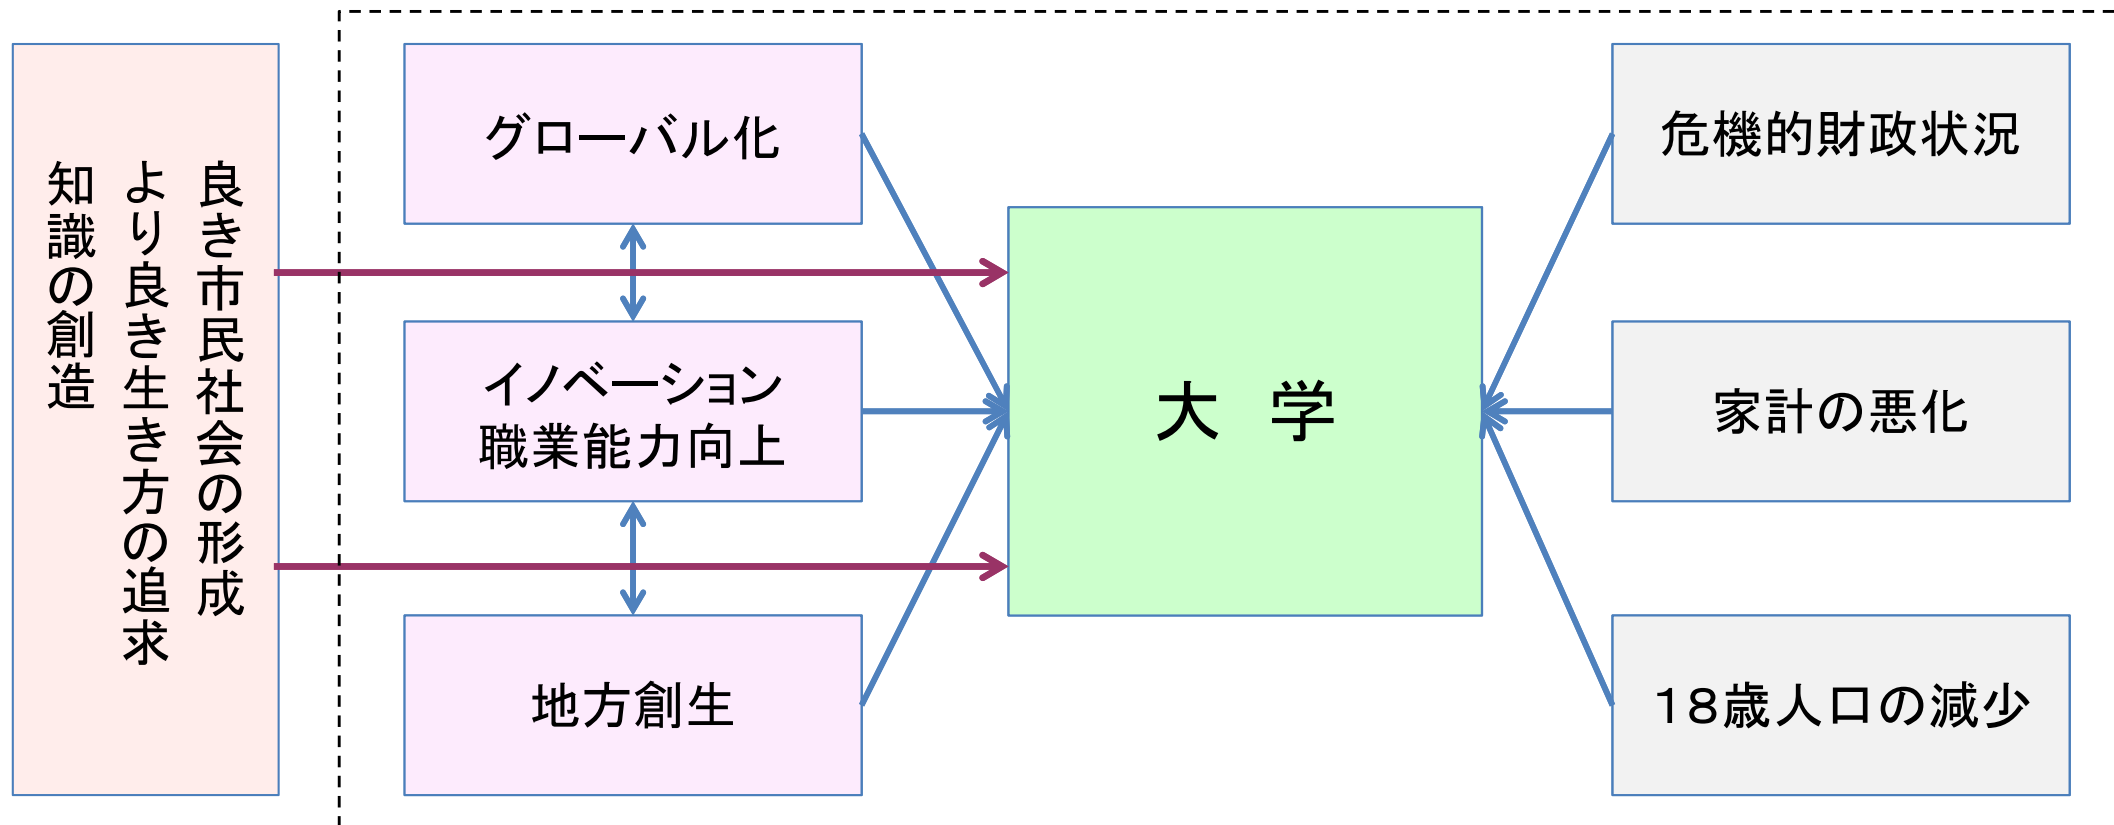 良き市民社会の形成
より良き生き方の追求
知識の創造
グローバル化
イノベーション
職業能力向上
地方創生
大　学
危機的財政状況
家計の悪化
１８歳人口の減少